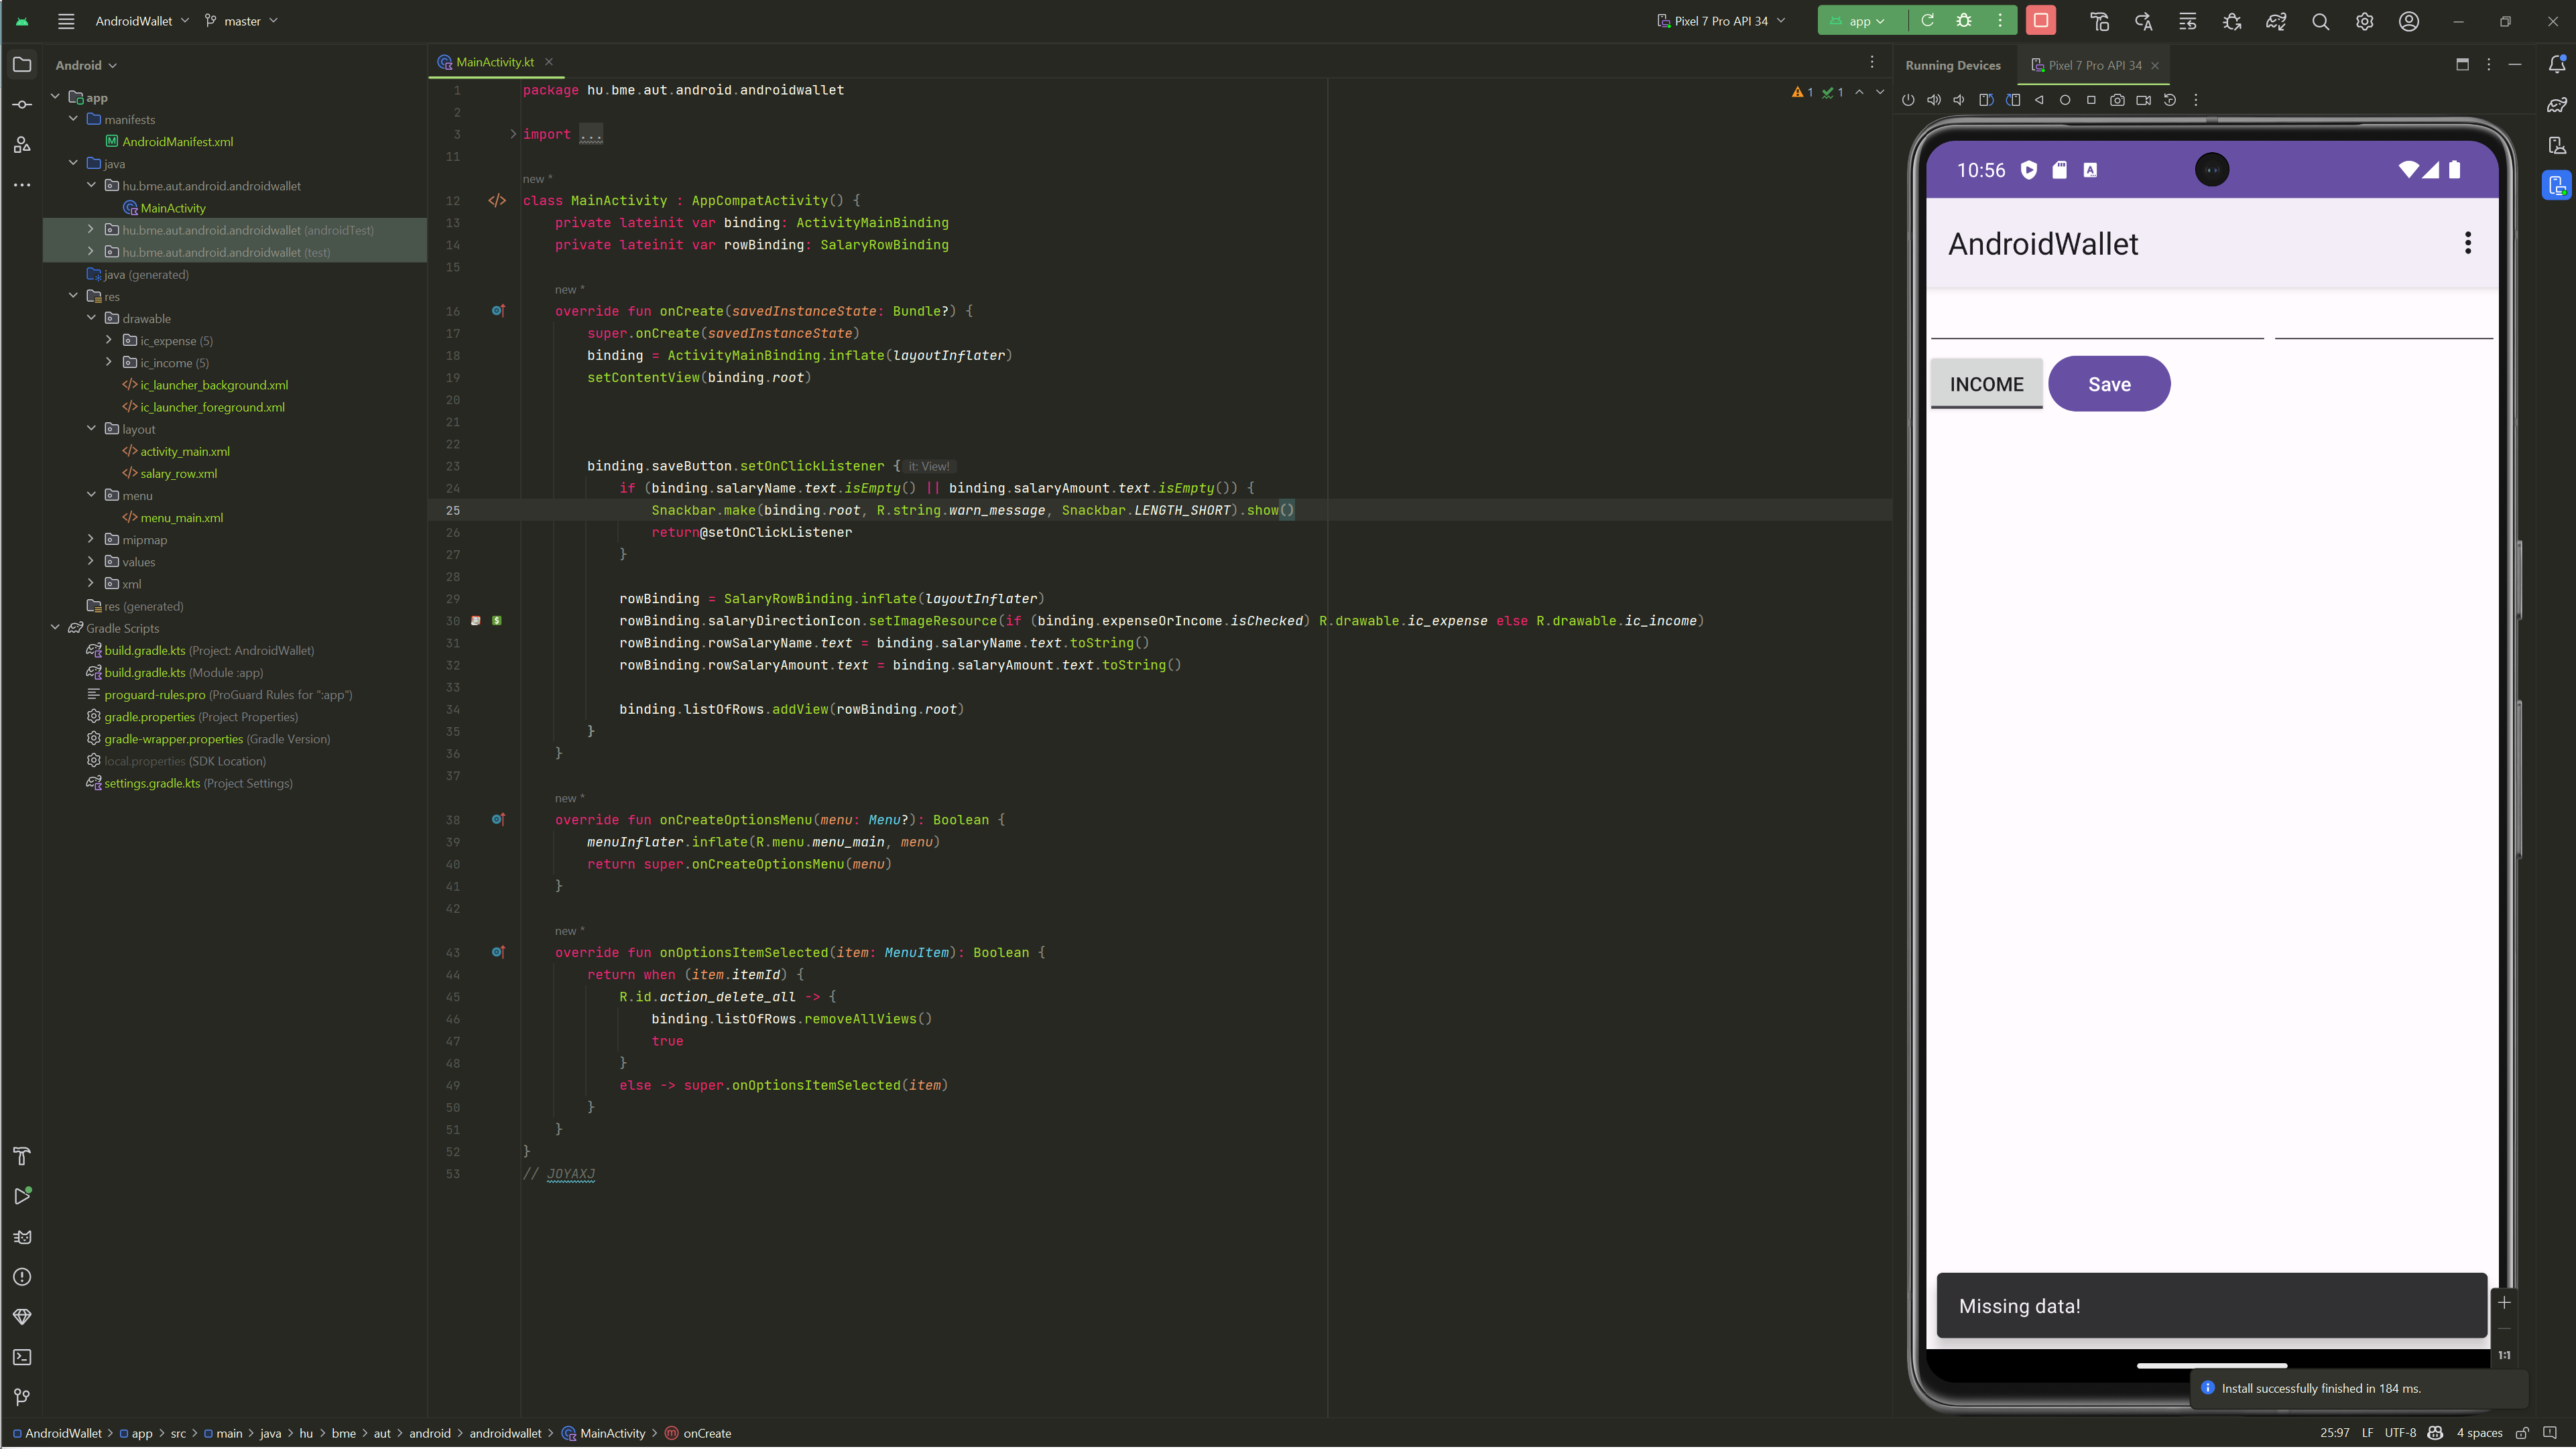 AndroidWallet master Pixel 7 Pro API 34 app
Android
app
manifests
AndroidManifest.xml
java
hu.bme.aut.android.androidwallet
MainActivity
hu.bme.aut.android.androidwallet (androidTest)
hu.bme.aut.android.androidwallet (test)
java (generated)
res
drawable
ic_expense (5)
ic_income (5)
ic_launcher_background.xml
ic_launcher_foreground.xml
layout
activity_main.xml
salary_row.xml
menu
menu_main.xml
mipmap
values
xml
res (generated)
Gradle Scripts
build.gradle.kts (Project: AndroidWallet)
build.gradle.kts (Module :app)
proguard-rules.pro (ProGuard Rules for ":app")
gradle.properties (Project Properties)
gradle-wrapper.properties (Gradle Version)
local.properties (SDK Location)
settings.gradle.kts (Project Settings)
MainActivity.kt
1 1
1 package hu.bme.aut.android.androidwallet
2
3 import ...
11
new *
12 class MainActivity : AppCompatActivity() {
13 private lateinit var binding: ActivityMainBinding
14 private lateinit var rowBinding: SalaryRowBinding
15
new *
16 override fun onCreate(savedInstanceState: Bundle?) {
17 super.onCreate(savedInstanceState)
18 binding = ActivityMainBinding.inflate(layoutInflater)
19 setContentView(binding.root)
20
21
22
23 binding.saveButton.setOnClickListener { it: View!
24 if (binding.salaryName.text.isEmpty() || binding.salaryAmount.text.isEmpty()) {
25 Snackbar.make(binding.root, R.string.warn_message, Snackbar.LENGTH_SHORT).show()
26 return@setOnClickListener
27 }
28
29 rowBinding = SalaryRowBinding.inflate(layoutInflater)
30 rowBinding.salaryDirectionIcon.setImageResource(if (binding.expenseOrIncome.isChecked) R.drawable.ic_expense else R.drawable.ic_income)
31 rowBinding.rowSalaryName.text = binding.salaryName.text.toString()
32 rowBinding.rowSalaryAmount.text = binding.salaryAmount.text.toString()
33
34 binding.listOfRows.addView(rowBinding.root)
35 }
36 }
37
new *
38 override fun onCreateOptionsMenu(menu: Menu?): Boolean {
39 menuInflater.inflate(R.menu.menu_main, menu)
40 return super.onCreateOptionsMenu(menu)
41 }
42
new *
43 override fun onOptionsItemSelected(item: MenuItem): Boolean {
44 return when (item.itemId) {
45 R.id.action_delete_all -> {
46 binding.listOfRows.removeAllViews()
47 true
48 }
49 else -> super.onOptionsItemSelected(item)
50 }
51 }
52 }
53 // JOYAXJ
Running Devices Pixel 7 Pro API 34
10:56
AndroidWallet
INCOME Save
Missing data!
1:1
Install successfully finished in 184 ms.
AndroidWallet > app > src > main > java > hu > bme > aut > android > androidwallet > MainActivity > onCreate
25:97 LF UTF-8 4 spaces